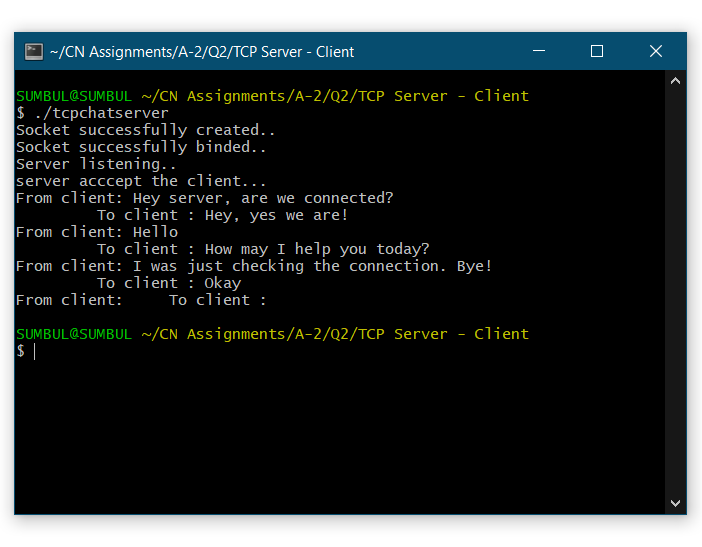 ~/CN Assignments/A-2/Q2/TCP Server - Client
SUMBUL@SUMBUL ~/CN Assignments/A-2/Q2/TCP Server - Client
$ ./tcpchatserver
Socket successfully created..
Socket successfully binded..
Server listening..
server acccept the client...
From client: Hey server, are we connected?
To client : Hey, yes we are!
From client: Hello
To client : How may I help you today?
From client: I was just checking the connection. Bye!
To client : Okay
From client:     To client :
SUMBUL@SUMBUL ~/CN Assignments/A-2/Q2/TCP Server - Client
$